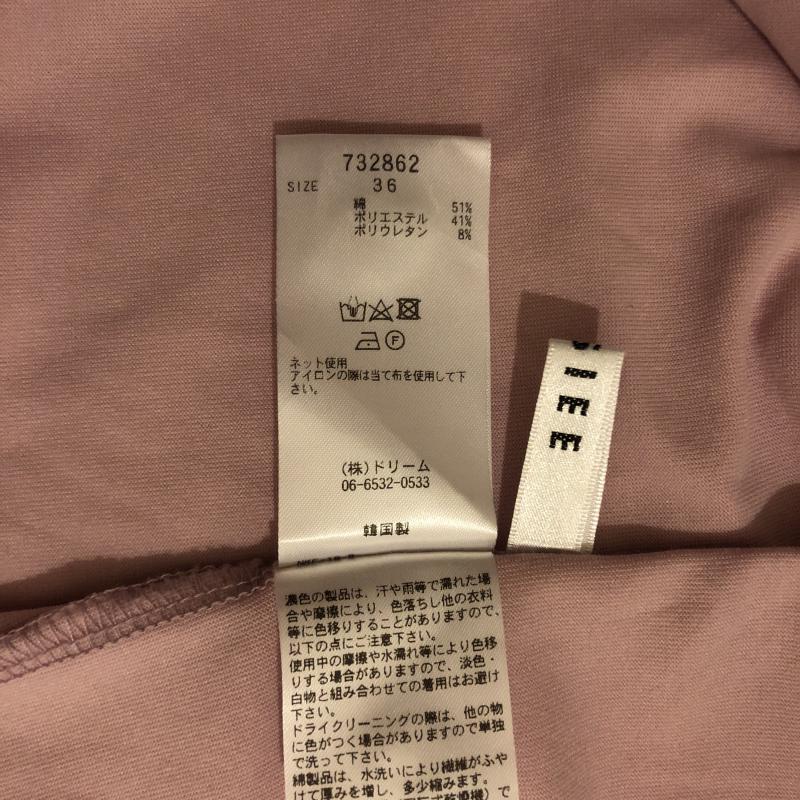 732862
SIZE 36
綿 51%
ポリエステル 41%
ポリウレタン 8%
F
ネット使用
アイロンの際は当て布を使用して下
さい。
(株)ドリーム
06-6532-0533
韓国製
濃色の製品は、汗や雨等で濡れた場
合や摩擦により、色落ちし他の衣料
等に色移りすることがありますので、
以下の点にご注意下さい。
使用中の摩擦や水濡れ等により色移
りする場合がありますので、淡色・
白物と組み合わせての着用はお避け
下さい。
ドライクリーニングの際は、他の物
に色がつく場合がありますので単独
で洗って下さい。
綿製品は、水洗いにより繊維がふや
けて厚みを増し、多少縮みます。
で
SIEE